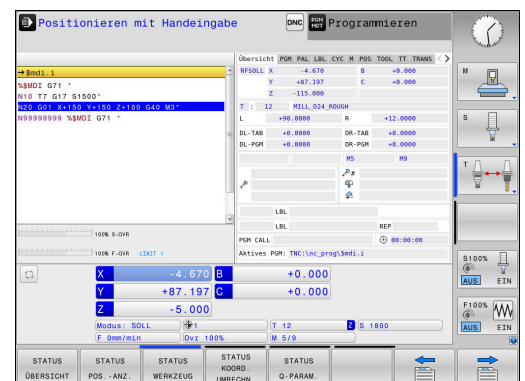 Positionieren mit Handeingabe
DNC
PGM
MGT
Programmieren
→$mdi.i
%$MDI G71 *
N10 T7 G17 S1500*
N20 G01 X+150 Y+150 Z+100 G40 M3*
N99999999 %$MDI G71 *
100% S-OVR
100% F-OVR LIMIT 1
Übersicht PGM PAL LBL CYC M POS TOOL TT TRANS
RFSOLL X -4.670 B +0.000
Y +87.197 C +0.000
Z -115.000
T : 12 MILL_D24_ROUGH
L +90.0000 R +12.0000
DL-TAB +0.0000 DR-TAB +0.0000
DL-PGM +0.0000 DR-PGM +0.0000
M5 M9
P#
P
LBL
LBL REP
PGM CALL 00:00:00
Aktives PGM: TNC:\nc_prog\$mdi.i
X -4.670 B +0.000
Y +87.197 C +0.000
Z -5.000
Modus: SOLL 1 T 12 Z S 1800
F 0mm/min Ovr 100% M 5/9
M
S
T
S100%
AUS EIN
F100%
AUS EIN
STATUS
ÜBERSICHT
STATUS
POS.-ANZ.
STATUS
WERKZEUG
STATUS
KOORD.
UMRECHN.
STATUS
Q-PARAM.